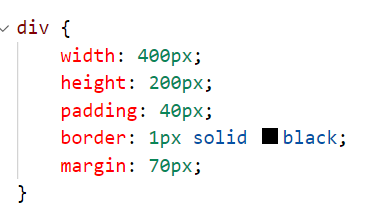 div {
    width: 400px;
    height: 200px;
    padding: 40px;
    border: 1px solid black;
    margin: 70px;
}